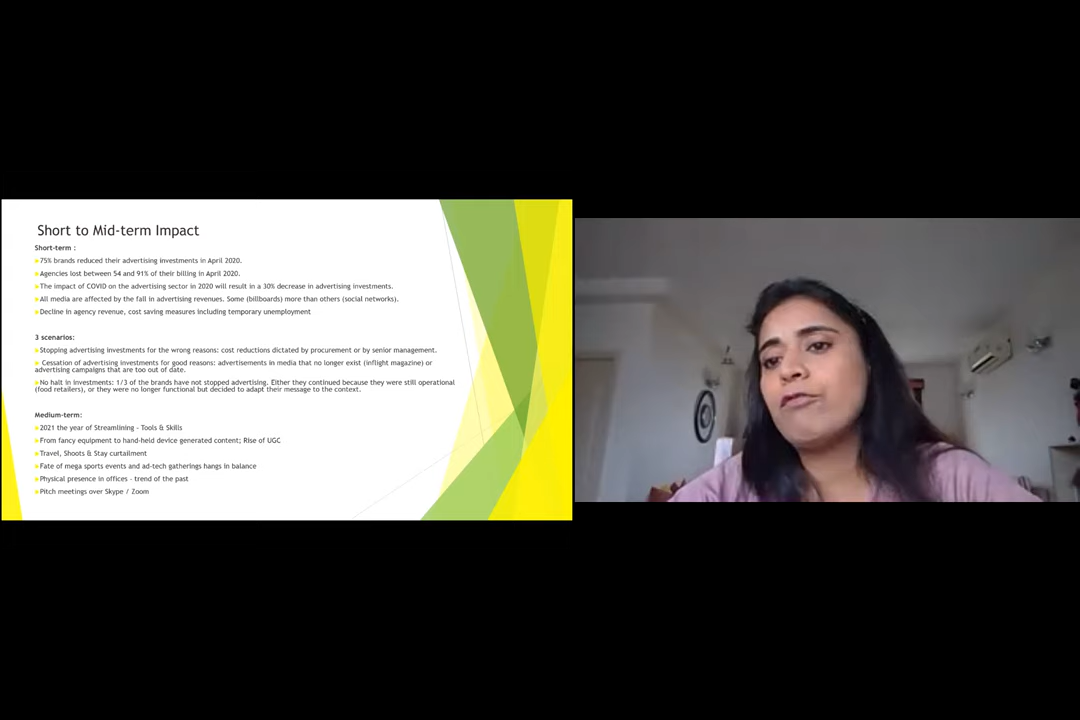 Short to Mid-term Impact
Short-term :
75% brands reduced their advertising investments in April 2020.
Agencies lost between 54 and 91% of their billing in April 2020.
The impact of COVID on the advertising sector in 2020 will result in a 30% decrease in advertising investments.
All media are affected by the fall in advertising revenues. Some (billboards) more than others (social networks).
Decline in agency revenue, cost saving measures including temporary unemployment
3 scenarios:
Stopping advertising investments for the wrong reasons: cost reductions dictated by procurement or by senior management.
Cessation of advertising investments for good reasons: advertisements in media that no longer exist (inflight magazine) or
advertising campaigns that are too out of date.
No halt in investments: 1/3 of the brands have not stopped advertising. Either they continued because they were still operational
(food retailers), or they were no longer functional but decided to adapt their message to the context.
Medium-term:
2021 the year of Streamlining - Tools & Skills
From fancy equipment to hand-held device generated content; Rise of UGC
Travel, Shoots & Stay curtailment
Fate of mega sports events and ad-tech gatherings hangs in balance
Physical presence in offices - trend of the past
Pitch meetings over Skype / Zoom